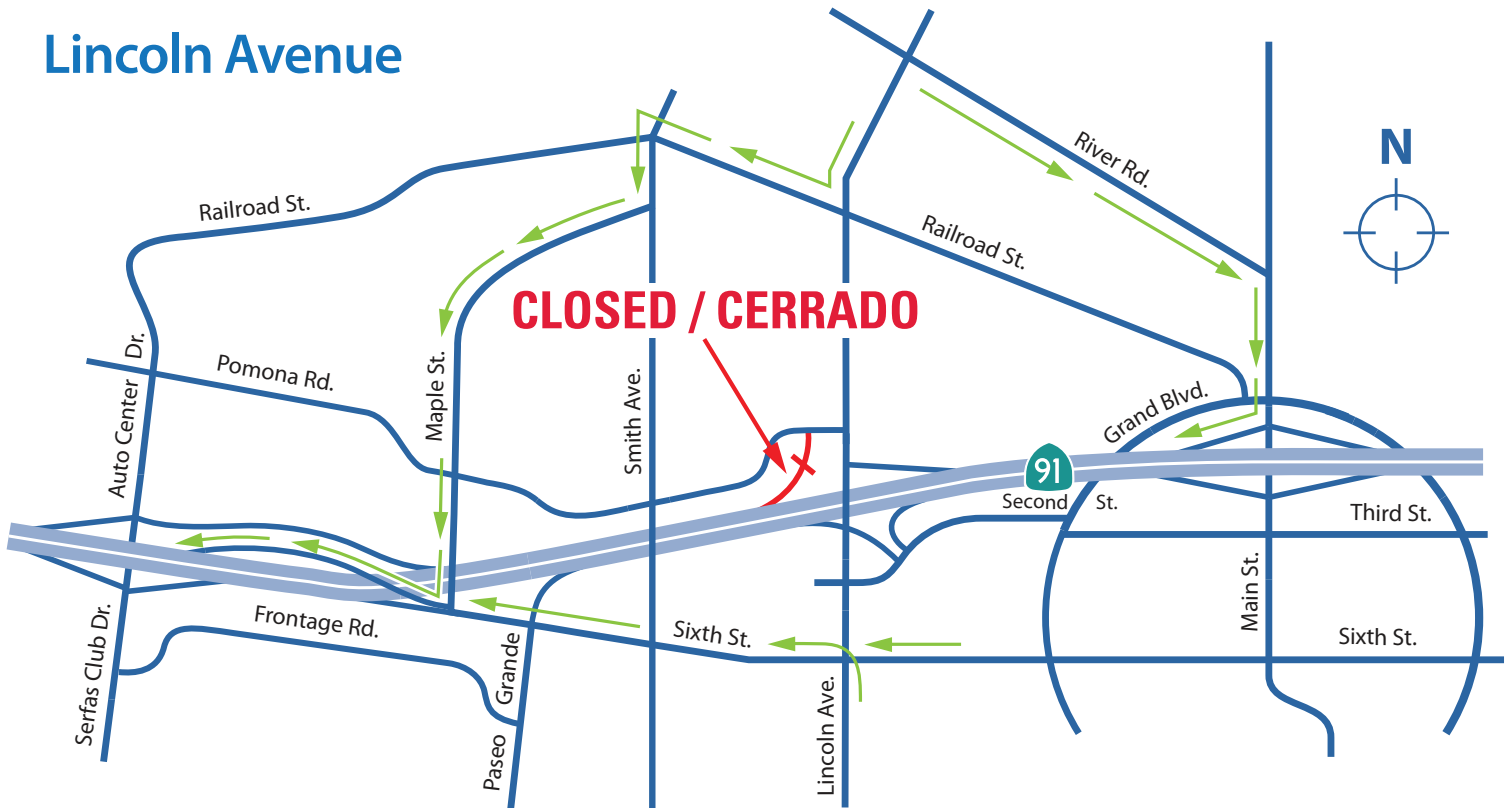 Lincoln Avenue
N
River Rd.
Railroad St.
Railroad St.
CLOSED / CERRADO
Auto Center Dr.
Pomona Rd.
Maple St.
Smith Ave.
Grand Blvd.
91
Second St.
Third St.
Main St.
Sixth St.
Sixth St.
Frontage Rd.
Serfas Club Dr.
Paseo Grande
Lincoln Ave.